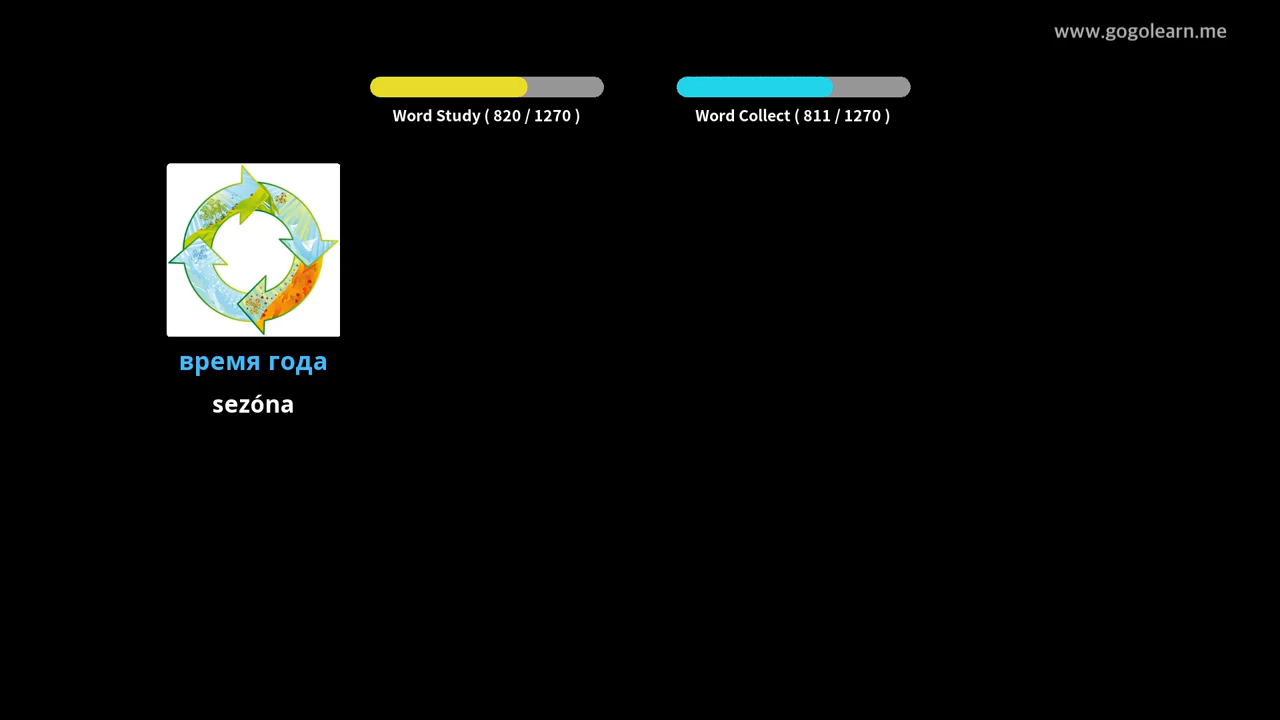 www.gogolearn.me
Word Study ( 820 / 1270 )
Word Collect ( 811 / 1270 )
время года
sezóna